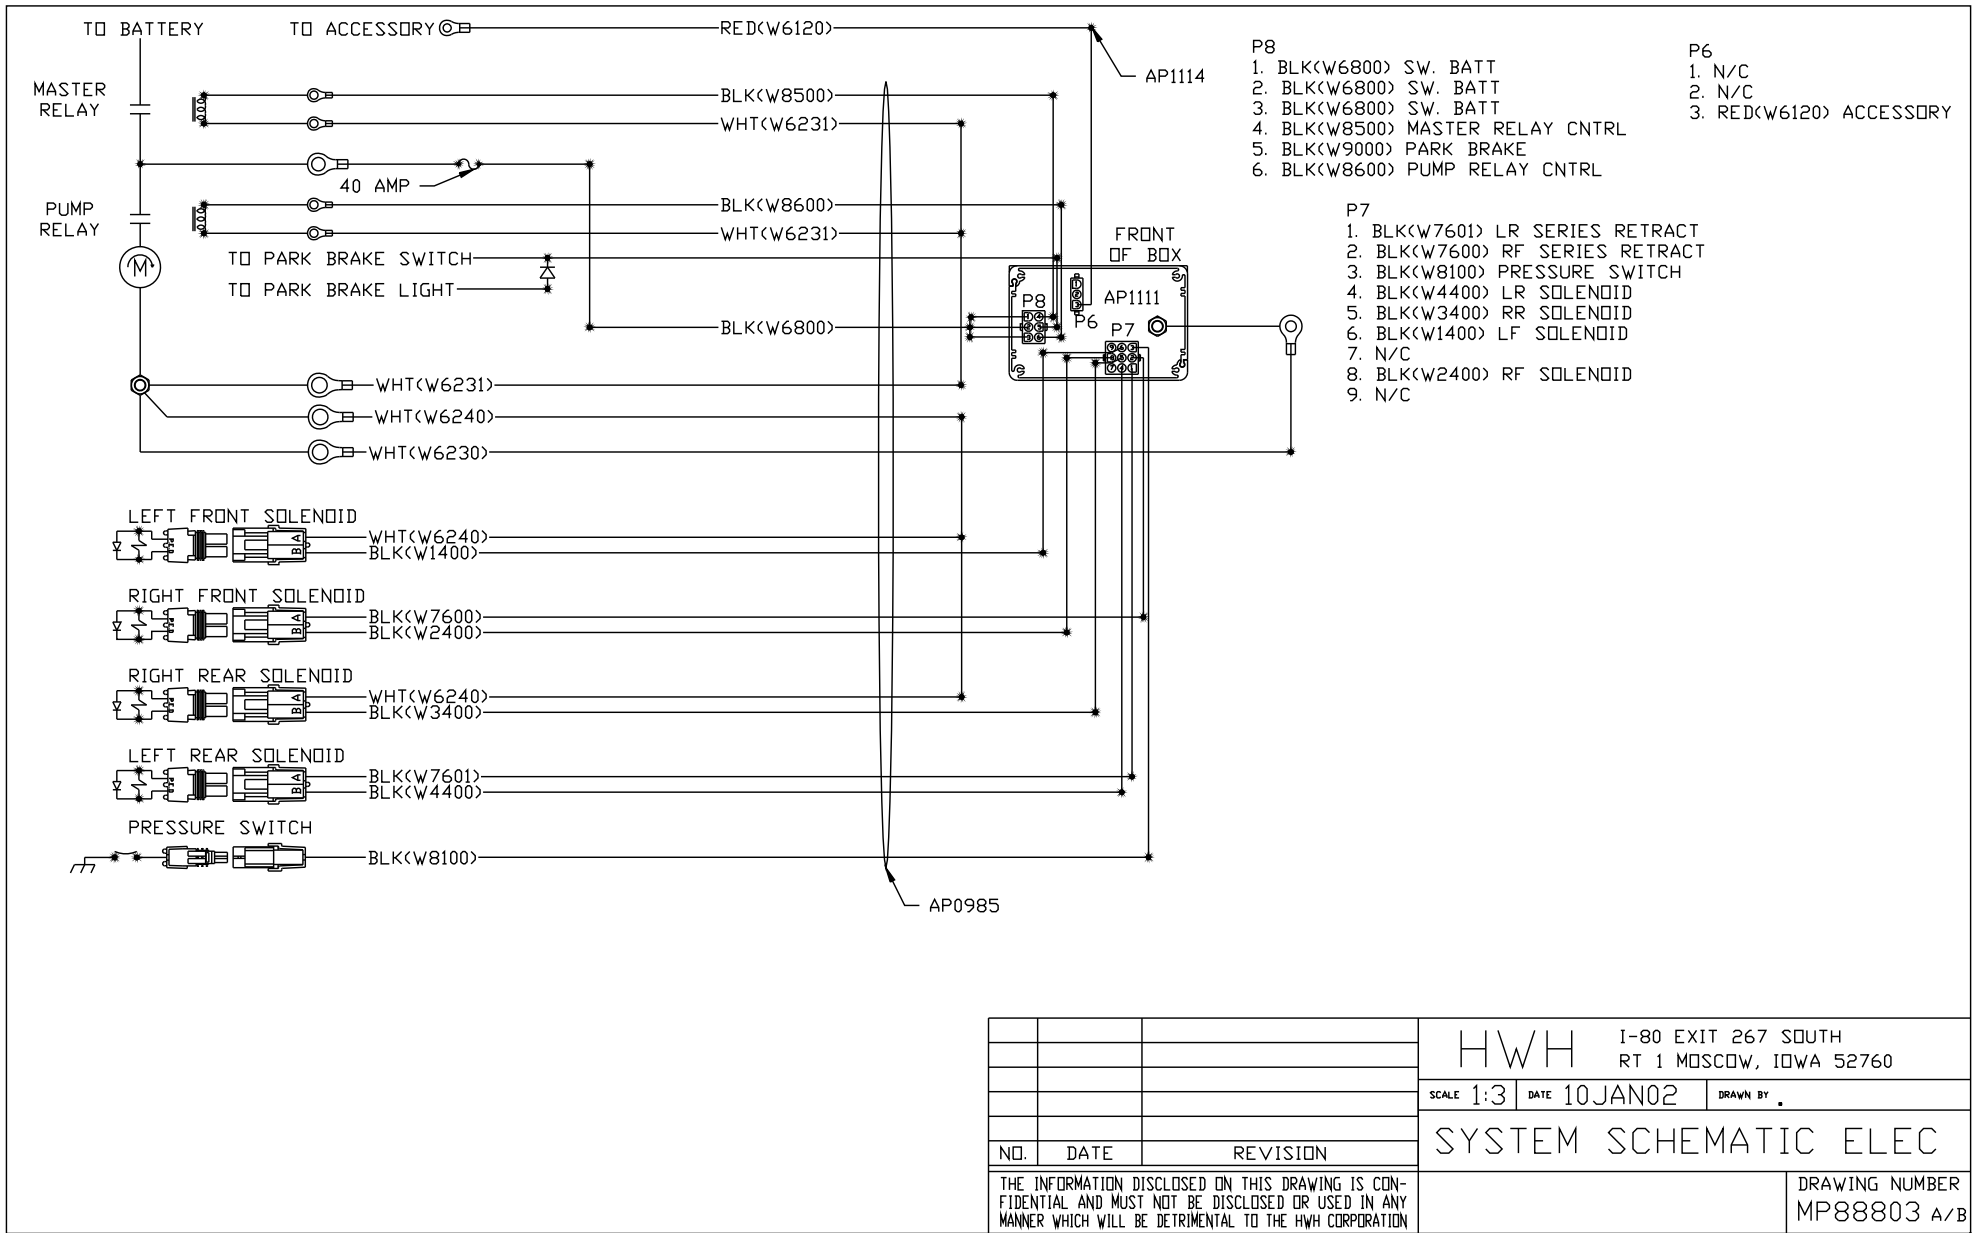 TO BATTERY
TO ACCESSORY
RED(W6120)
AP1114
MASTER
RELAY
BLK(W8500)
WHT(W6231)
40 AMP
PUMP
RELAY
BLK(W8600)
WHT(W6231)
TO PARK BRAKE SWITCH
TO PARK BRAKE LIGHT
BLK(W6800)
M
FRONT
OF BOX
P8
AP1111
P6
P7
WHT(W6231)
WHT(W6240)
WHT(W6230)
P8
1. BLK(W6800) SW. BATT
2. BLK(W6800) SW. BATT
3. BLK(W6800) SW. BATT
4. BLK(W8500) MASTER RELAY CNTRL
5. BLK(W9000) PARK BRAKE
6. BLK(W8600) PUMP RELAY CNTRL
P6
1. N/C
2. N/C
3. RED(W6120) ACCESSORY
P7
1. BLK(W7601) LR SERIES RETRACT
2. BLK(W7600) RF SERIES RETRACT
3. BLK(W8100) PRESSURE SWITCH
4. BLK(W4400) LR SOLENOID
5. BLK(W3400) RR SOLENOID
6. BLK(W1400) LF SOLENOID
7. N/C
8. BLK(W2400) RF SOLENOID
9. N/C
LEFT FRONT SOLENOID
A WHT(W6240)
B BLK(W1400)
RIGHT FRONT SOLENOID
A BLK(W7600)
B BLK(W2400)
RIGHT REAR SOLENOID
A WHT(W6240)
B BLK(W3400)
LEFT REAR SOLENOID
A BLK(W7601)
B BLK(W4400)
PRESSURE SWITCH
BLK(W8100)
AP0985
NO. DATE REVISION
THE INFORMATION DISCLOSED ON THIS DRAWING IS CON-
FIDENTIAL AND MUST NOT BE DISCLOSED OR USED IN ANY
MANNER WHICH WILL BE DETRIMENTAL TO THE HWH CORPORATION
HWH
I-80 EXIT 267 SOUTH
RT 1 MOSCOW, IOWA 52760
SCALE 1:3 DATE 10JAN02 DRAWN BY .
SYSTEM SCHEMATIC ELEC
DRAWING NUMBER
MP88803 A/B